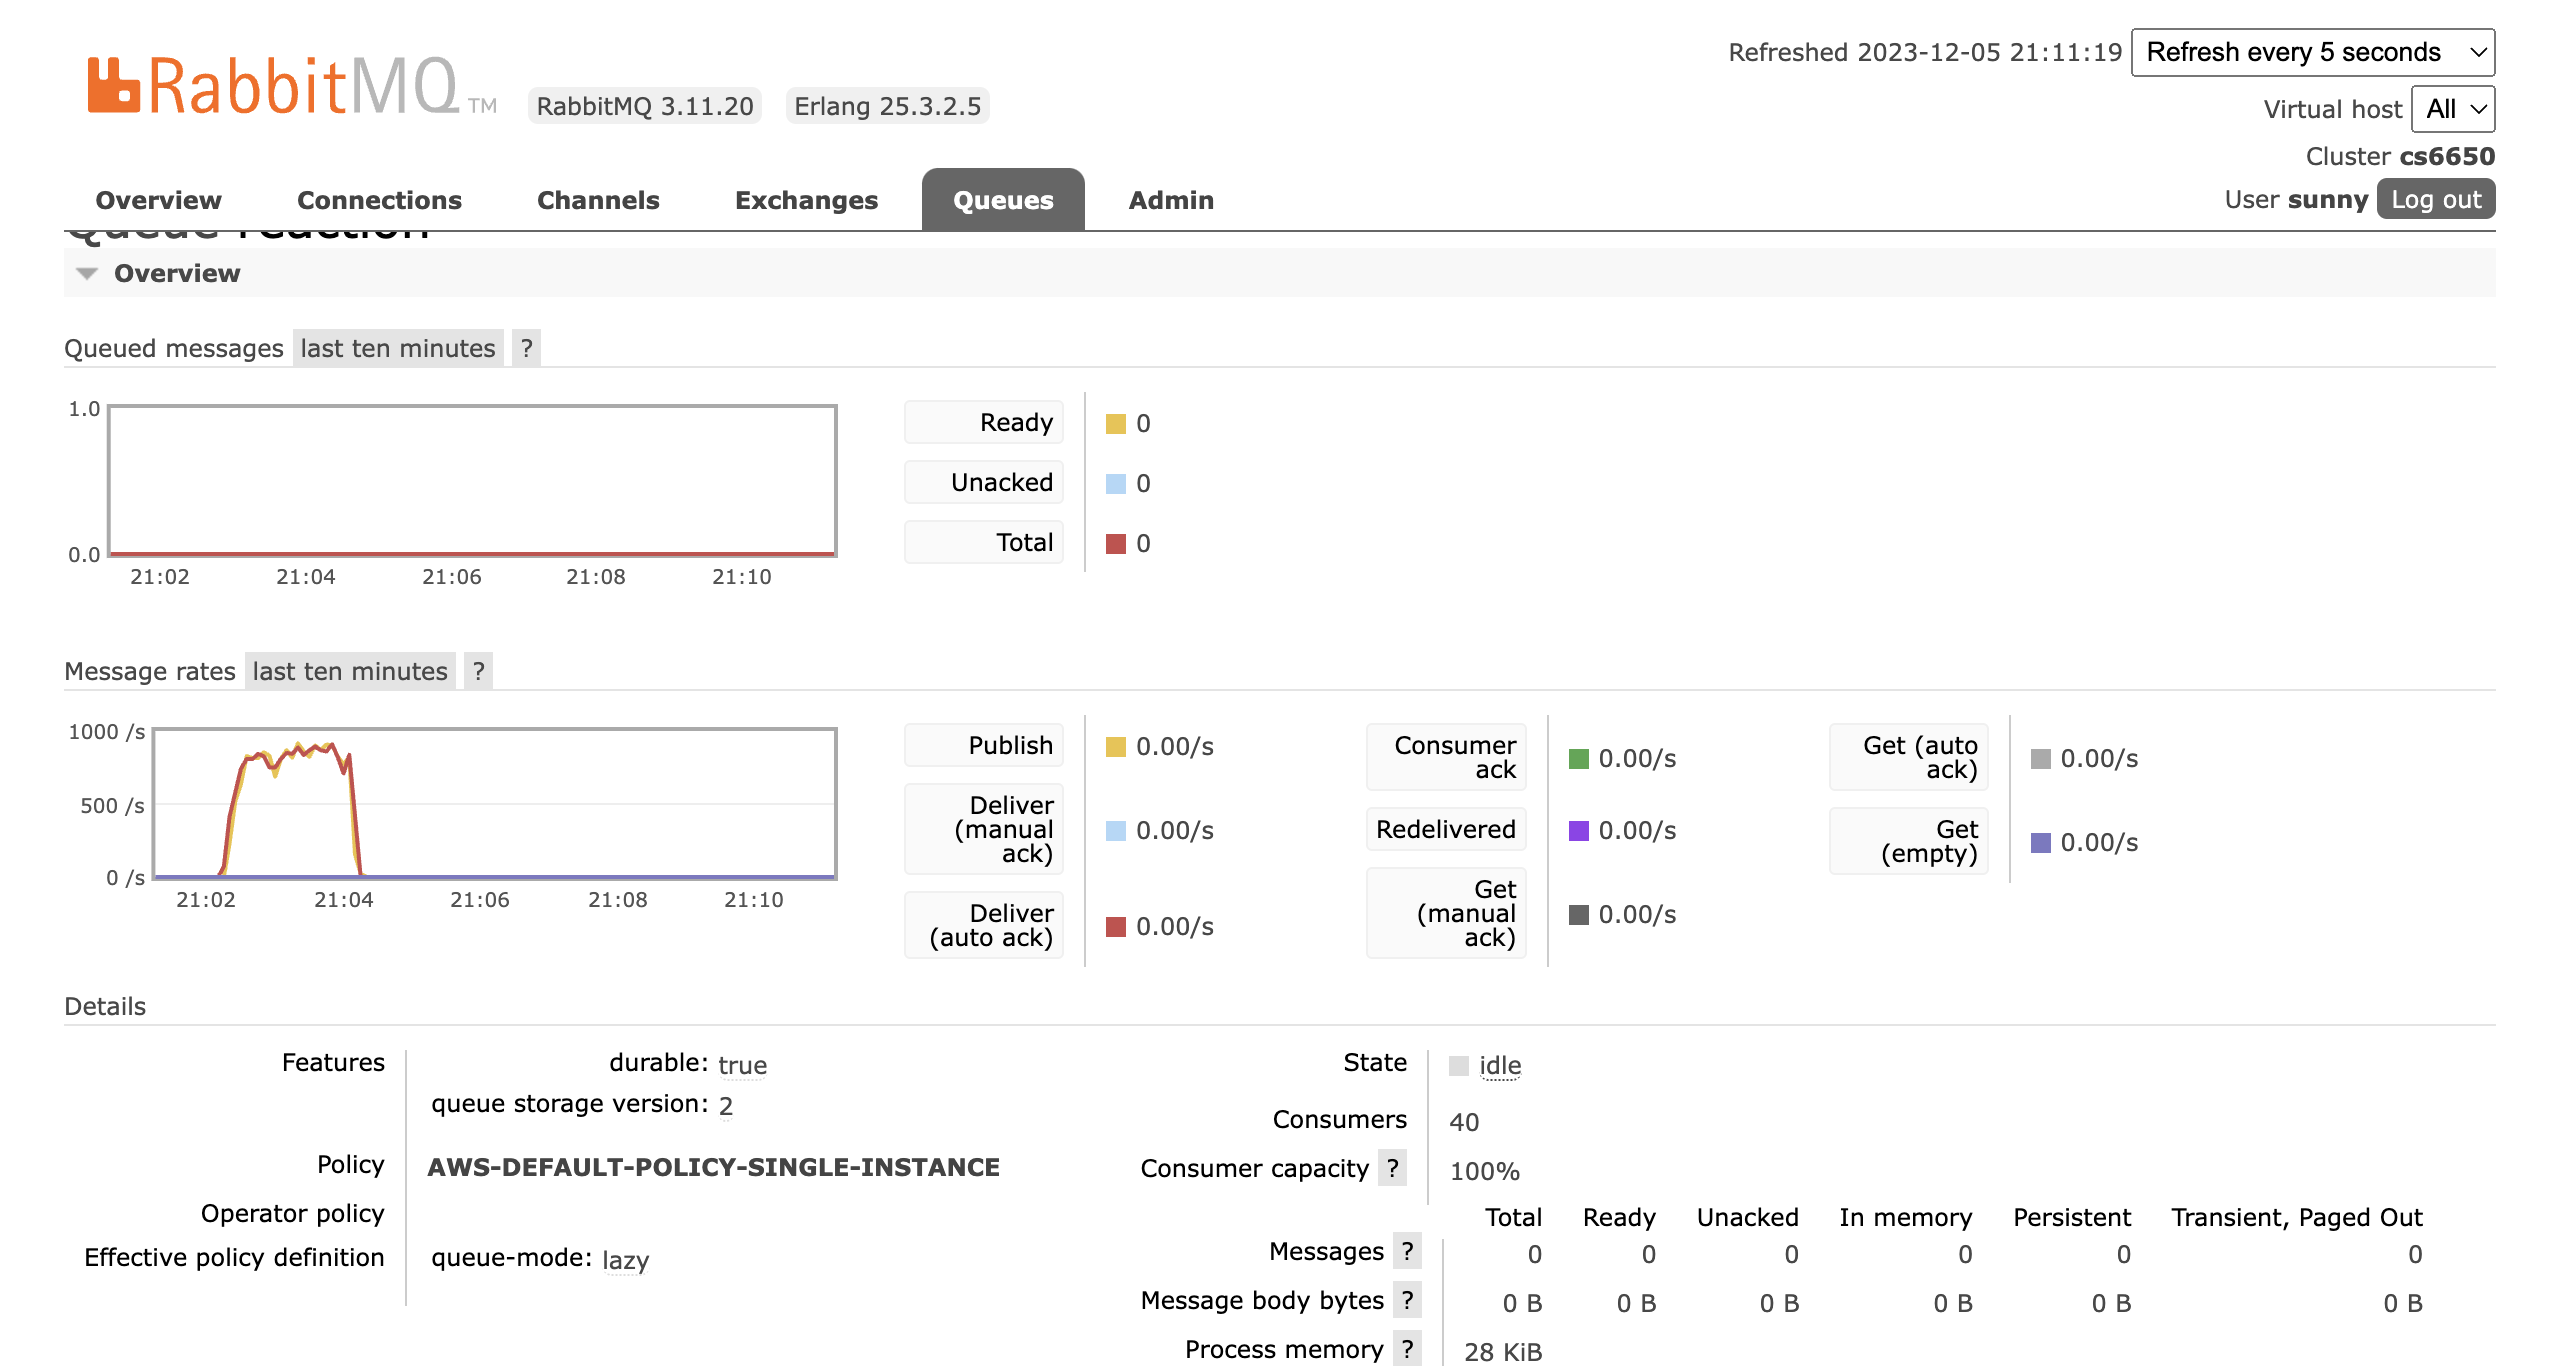 Refreshed 2023-12-05 21:11:19 Refresh every 5 seconds
RabbitMQ TM RabbitMQ 3.11.20 Erlang 25.3.2.5
Virtual host All
Cluster cs6650
Overview Connections Channels Exchanges Queues Admin
User sunny Log out
Queue reaction
Overview
Queued messages last ten minutes ?
1.0
0.0
21:02 21:04 21:06 21:08 21:10
Ready 0
Unacked 0
Total 0
Message rates last ten minutes ?
1000 /s
500 /s
0 /s
21:02 21:04 21:06 21:08 21:10
Publish 0.00/s
Deliver
(manual
ack) 0.00/s
Deliver
(auto ack) 0.00/s
Consumer
ack 0.00/s
Redelivered 0.00/s
Get
(manual
ack) 0.00/s
Get (auto
ack) 0.00/s
Get
(empty) 0.00/s
Details
Features durable: true
queue storage version: 2
Policy AWS-DEFAULT-POLICY-SINGLE-INSTANCE
Operator policy
Effective policy definition queue-mode: lazy
State idle
Consumers 40
Consumer capacity ? 100%
Total Ready Unacked In memory Persistent Transient, Paged Out
Messages ? 0 0 0 0 0 0
Message body bytes ? 0 B 0 B 0 B 0 B 0 B 0 B
Process memory ? 28 KiB